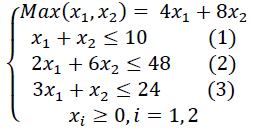 Max(x₁, x₂) = 4x₁ + 8x₂
x₁ + x₂ ≤ 10 (1)
2x₁ + 6x₂ ≤ 48 (2)
3x₁ + x₂ ≤ 24 (3)
xᵢ ≥ 0, i = 1,2